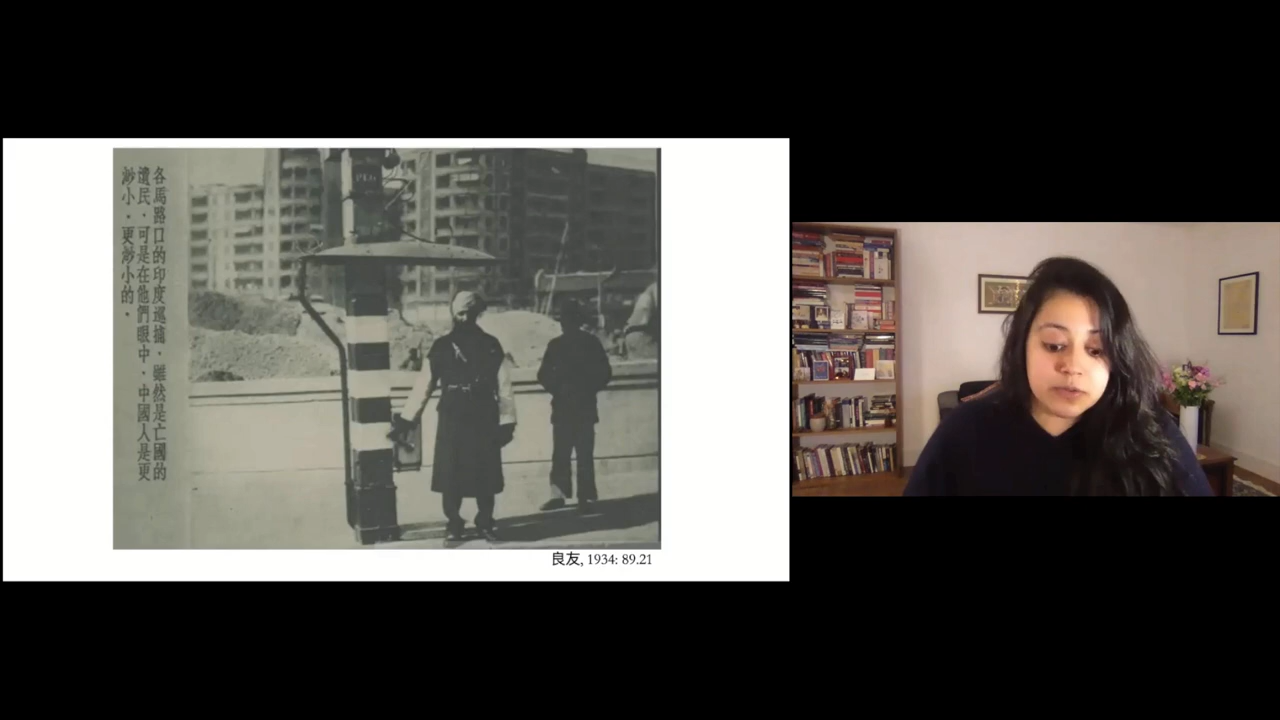 各馬路口的印度巡捕，雖然是亡國的
遺民，可是在他們眼中，中國人是更
渺小，更渺小的。
良友, 1934: 89.21